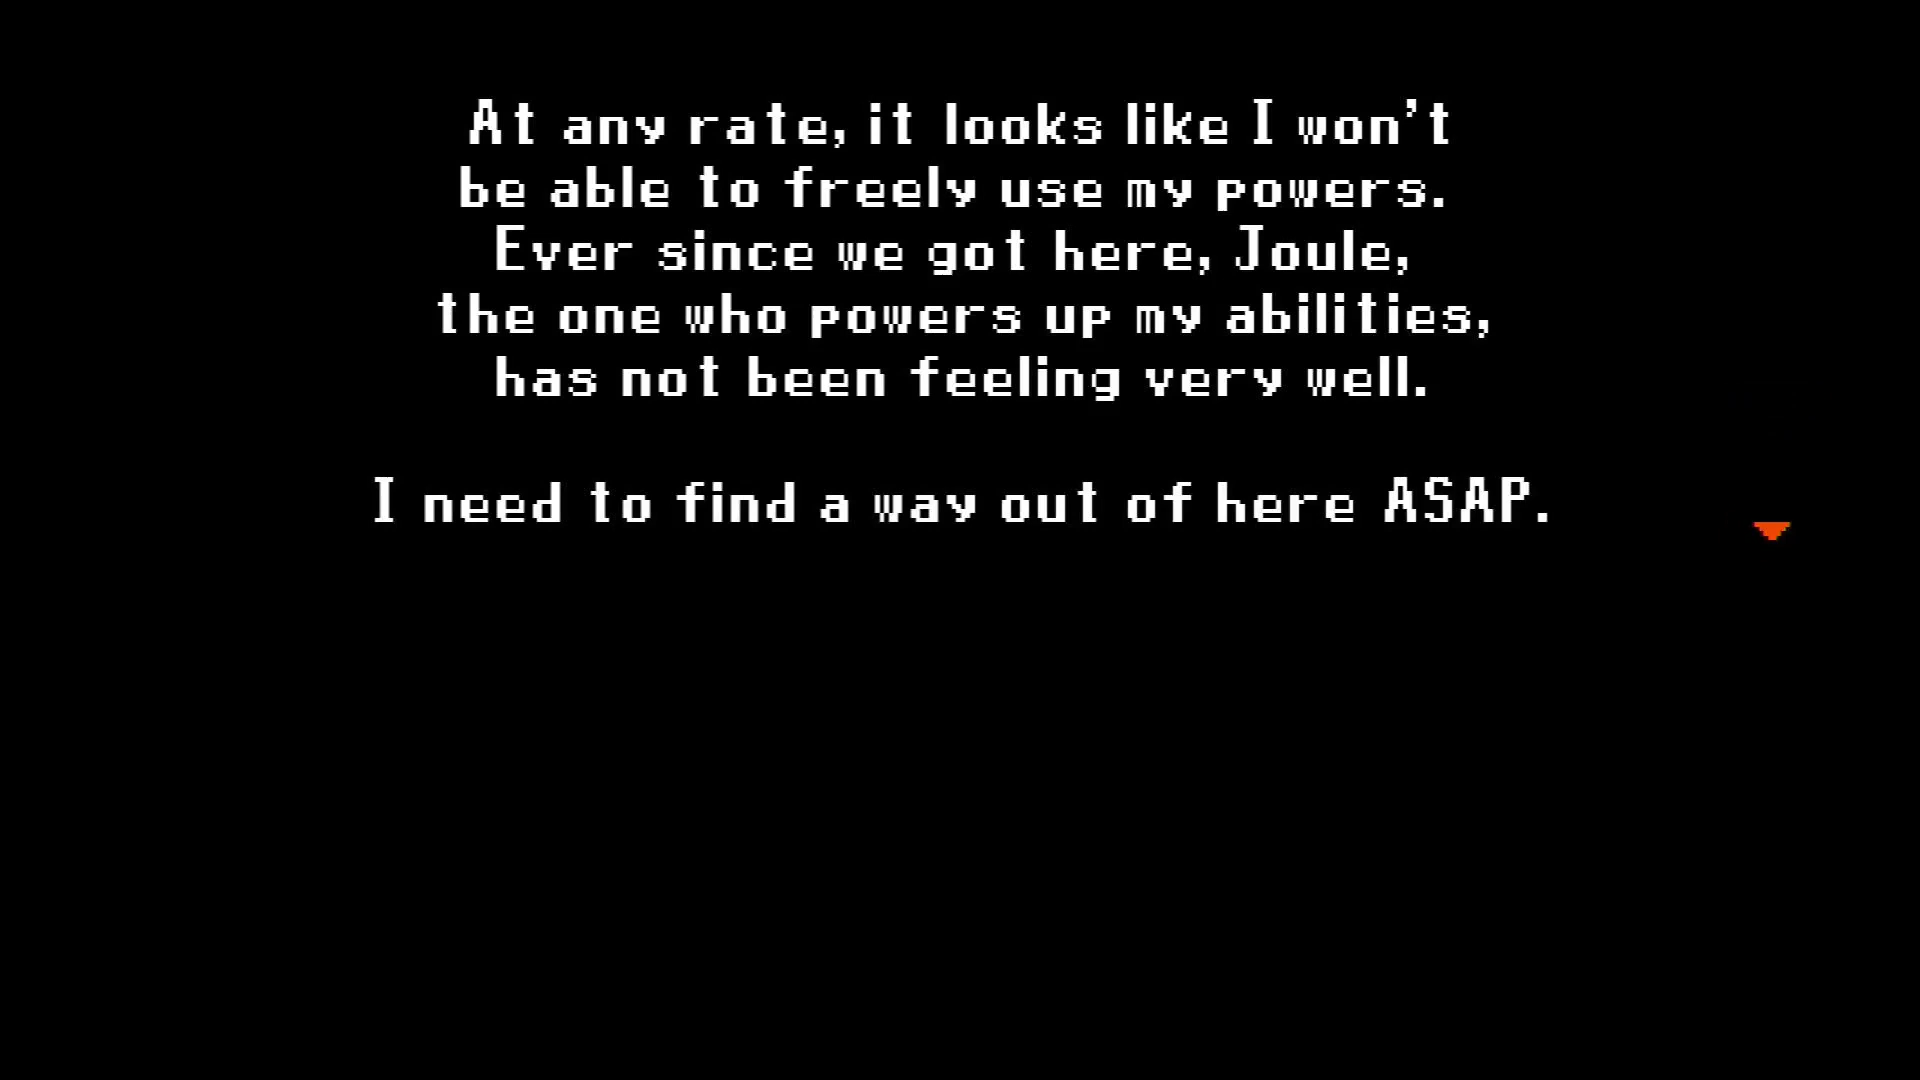 At any rate, it looks like I won't
be able to freely use my powers.
Ever since we got here, Joule,
the one who powers up my abilities,
has not been feeling very well.
I need to find a way out of here ASAP.